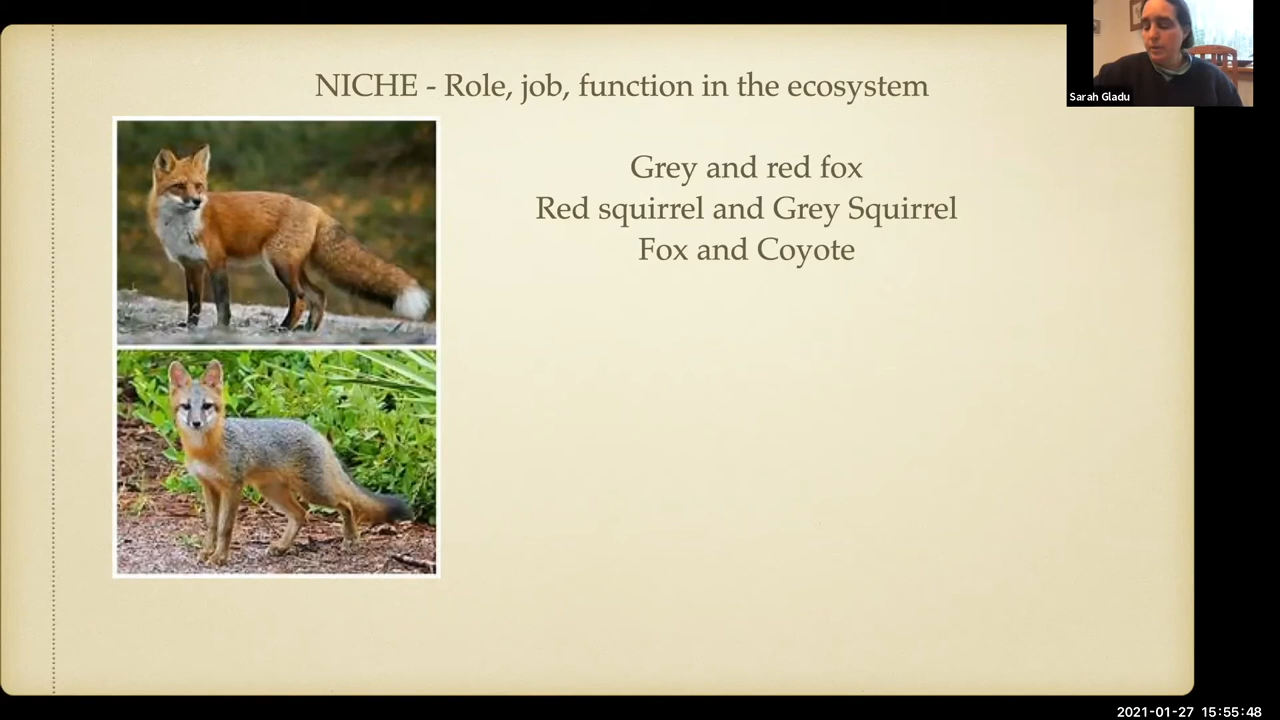 NICHE - Role, job, function in the ecosystem
Grey and red fox
Red squirrel and Grey Squirrel
Fox and Coyote
Sarah Gladu
2021-01-27 15:55:48